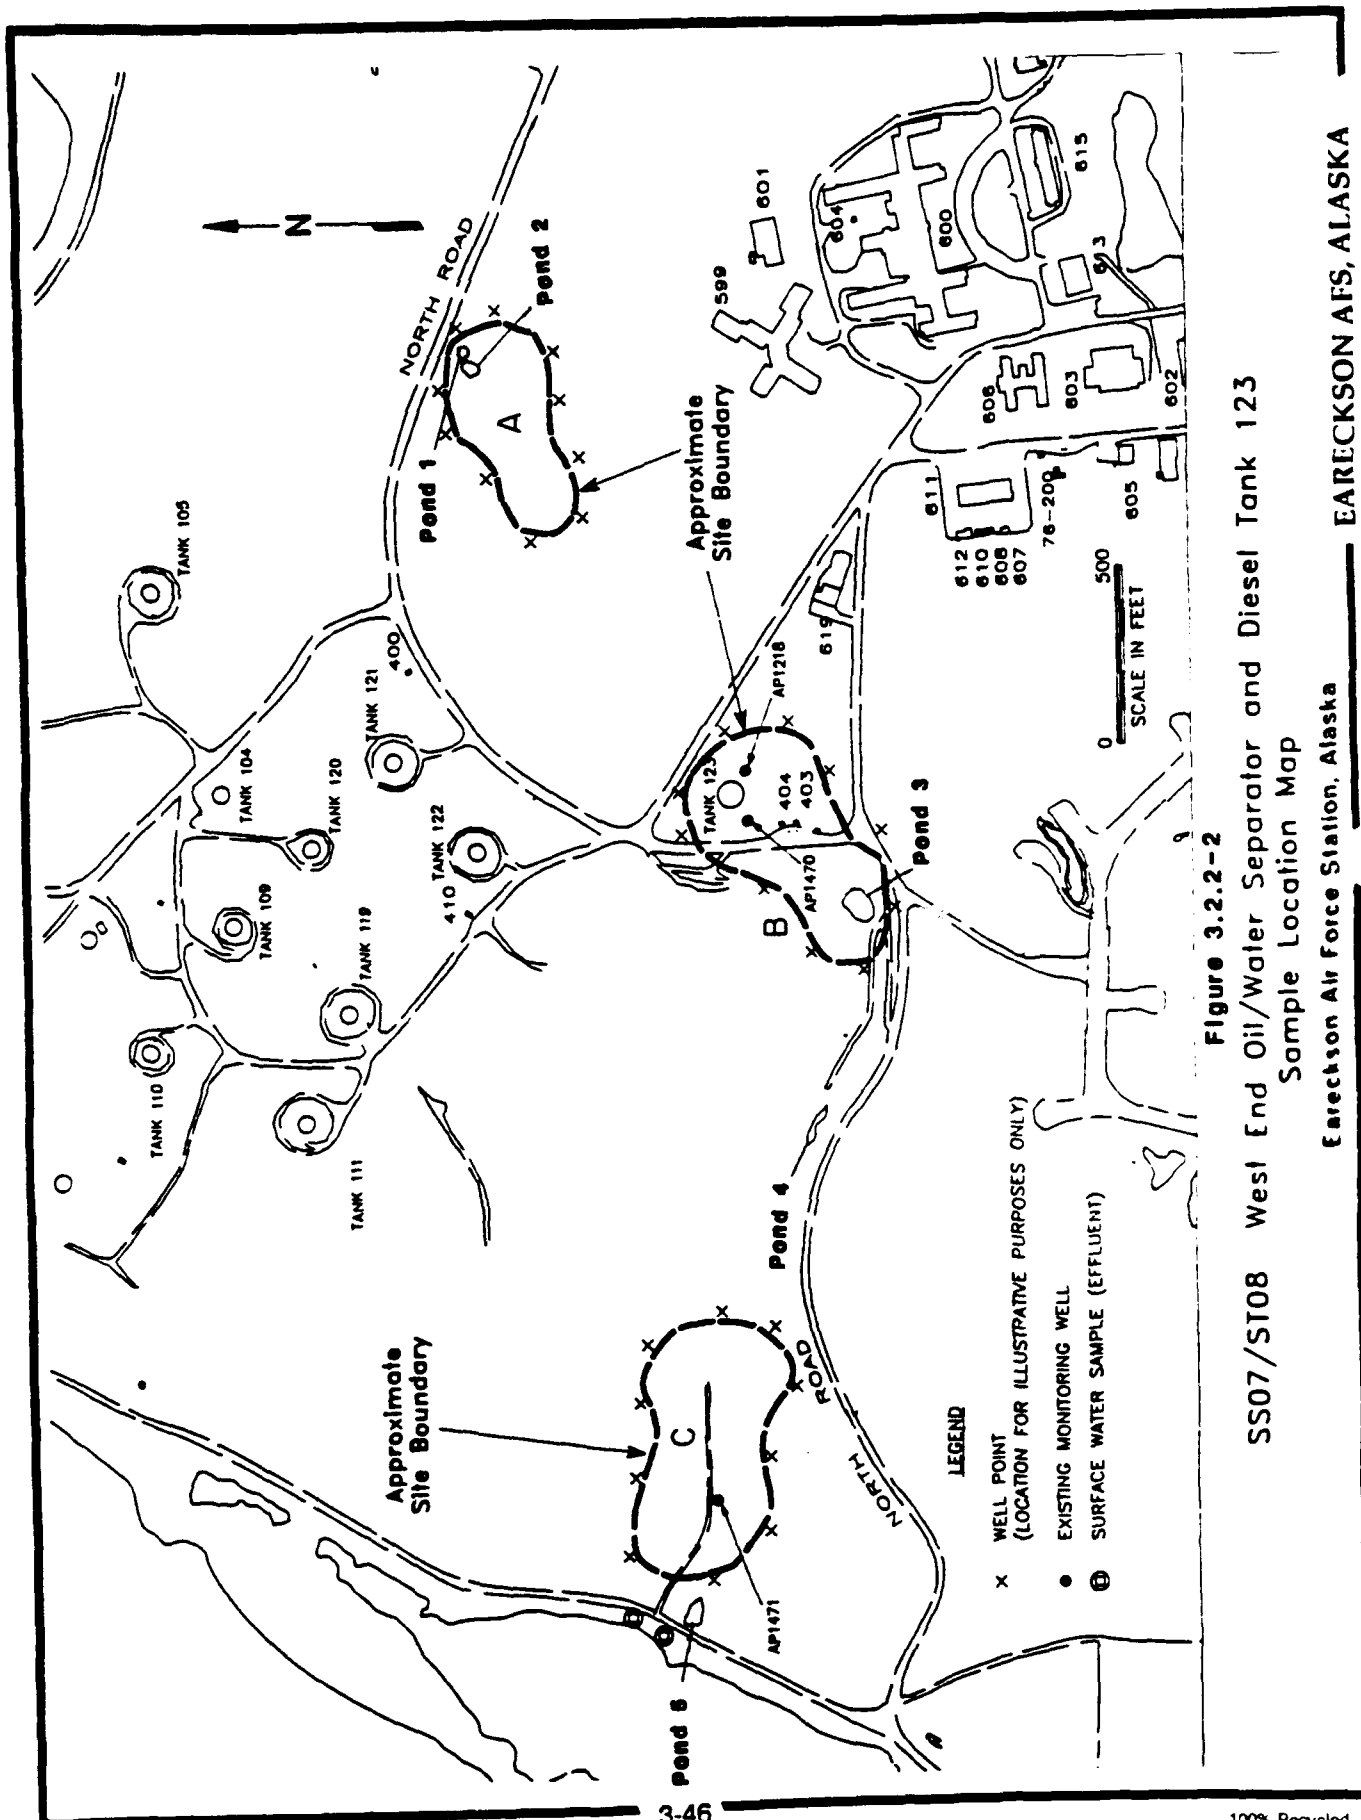 NORTH ROAD
N
Pond 2
Pond 1
A
TANK 105
TANK 104
TANK 120
TANK 121
400
TANK 109
TANK 122
410
TANK 119
TANK 110
TANK 111
Approximate
Site Boundary
599
601
604
600
615
613
606
603
602
611
612
610
608
607
76-200
605
619
TANK 123
AP1218
404
403
AP1470
B
Pond 3
Pond 4
Approximate
Site Boundary
C
AP1471
NORTH ROAD
0 500
SCALE IN FEET
LEGEND
x WELL POINT
(LOCATION FOR ILLUSTRATIVE PURPOSES ONLY)
● EXISTING MONITORING WELL
SURFACE WATER SAMPLE (EFFLUENT)
Figure 3.2.2-2
SS07/ST08 West End Oil/Water Separator and Diesel Tank 123
Sample Location Map
Eareckson Air Force Station, Alaska
EARECKSON AFS, ALASKA
3-46
100% Recycled